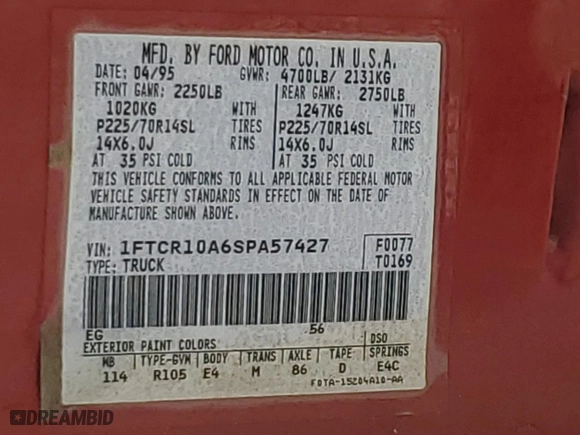 MFD. BY FORD MOTOR CO. IN U.S.A.
DATE: 04/95 GVWR: 4700LB/ 2131KG
FRONT GAWR: 2250LB REAR GAWR: 2750LB
1020KG WITH 1247KG WITH
P225/70R14SL TIRES P225/70R14SL TIRES
14X6.0J RIMS 14X6.0J RIMS
AT 35 PSI COLD AT 35 PSI COLD
THIS VEHICLE CONFORMS TO ALL APPLICABLE FEDERAL MOTOR
VEHICLE SAFETY STANDARDS IN EFFECT ON THE DATE OF
MANUFACTURE SHOWN ABOVE.
VIN: 1FTCR10A6SPA57427 F0077
TYPE: TRUCK T0169
EG 56
EXTERIOR PAINT COLORS DSO
WB TYPE-GVM BODY TRANS AXLE TAPE SPRINGS
114 R105 E4 M 86 D E4C
F0TA-15204A10-AA
DREAMBID